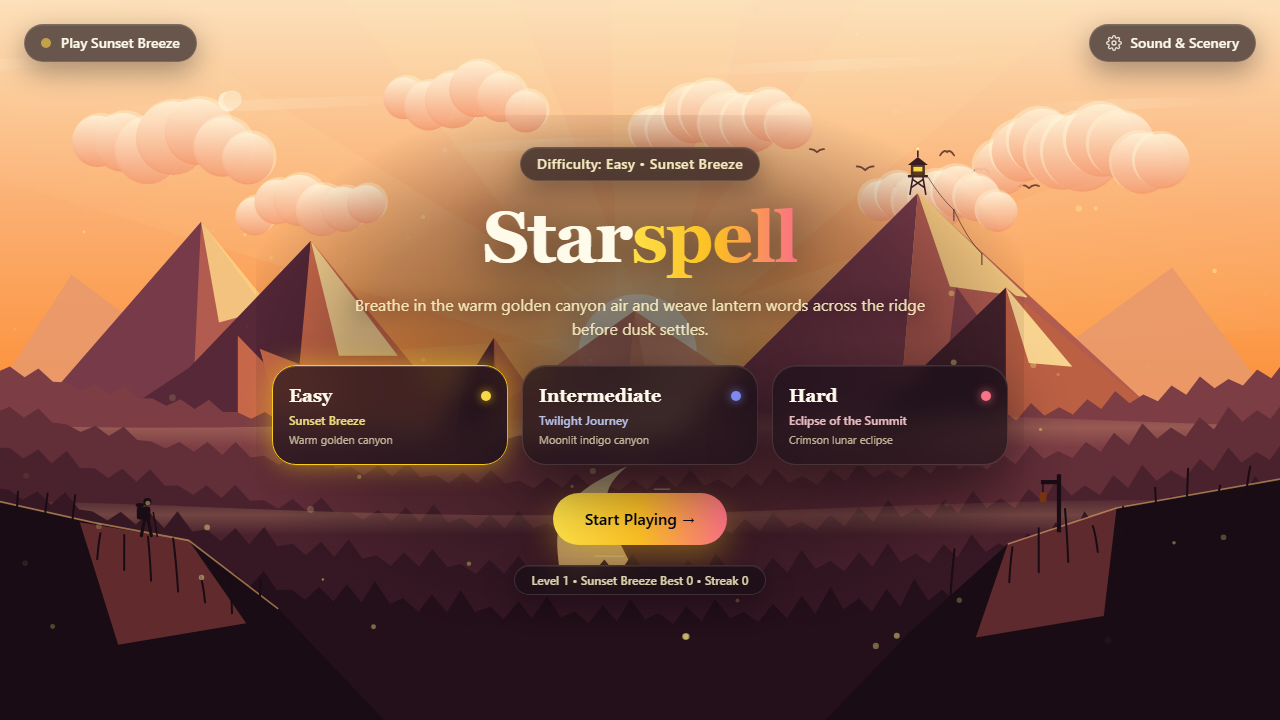 Play Sunset Breeze
Sound & Scenery
Difficulty: Easy • Sunset Breeze
Starspell
Breathe in the warm golden canyon air and weave lantern words across the ridge
before dusk settles.
Easy
Sunset Breeze
Warm golden canyon
Intermediate
Twilight Journey
Moonlit indigo canyon
Hard
Eclipse of the Summit
Crimson lunar eclipse
Start Playing →
Level 1 • Sunset Breeze Best 0 • Streak 0